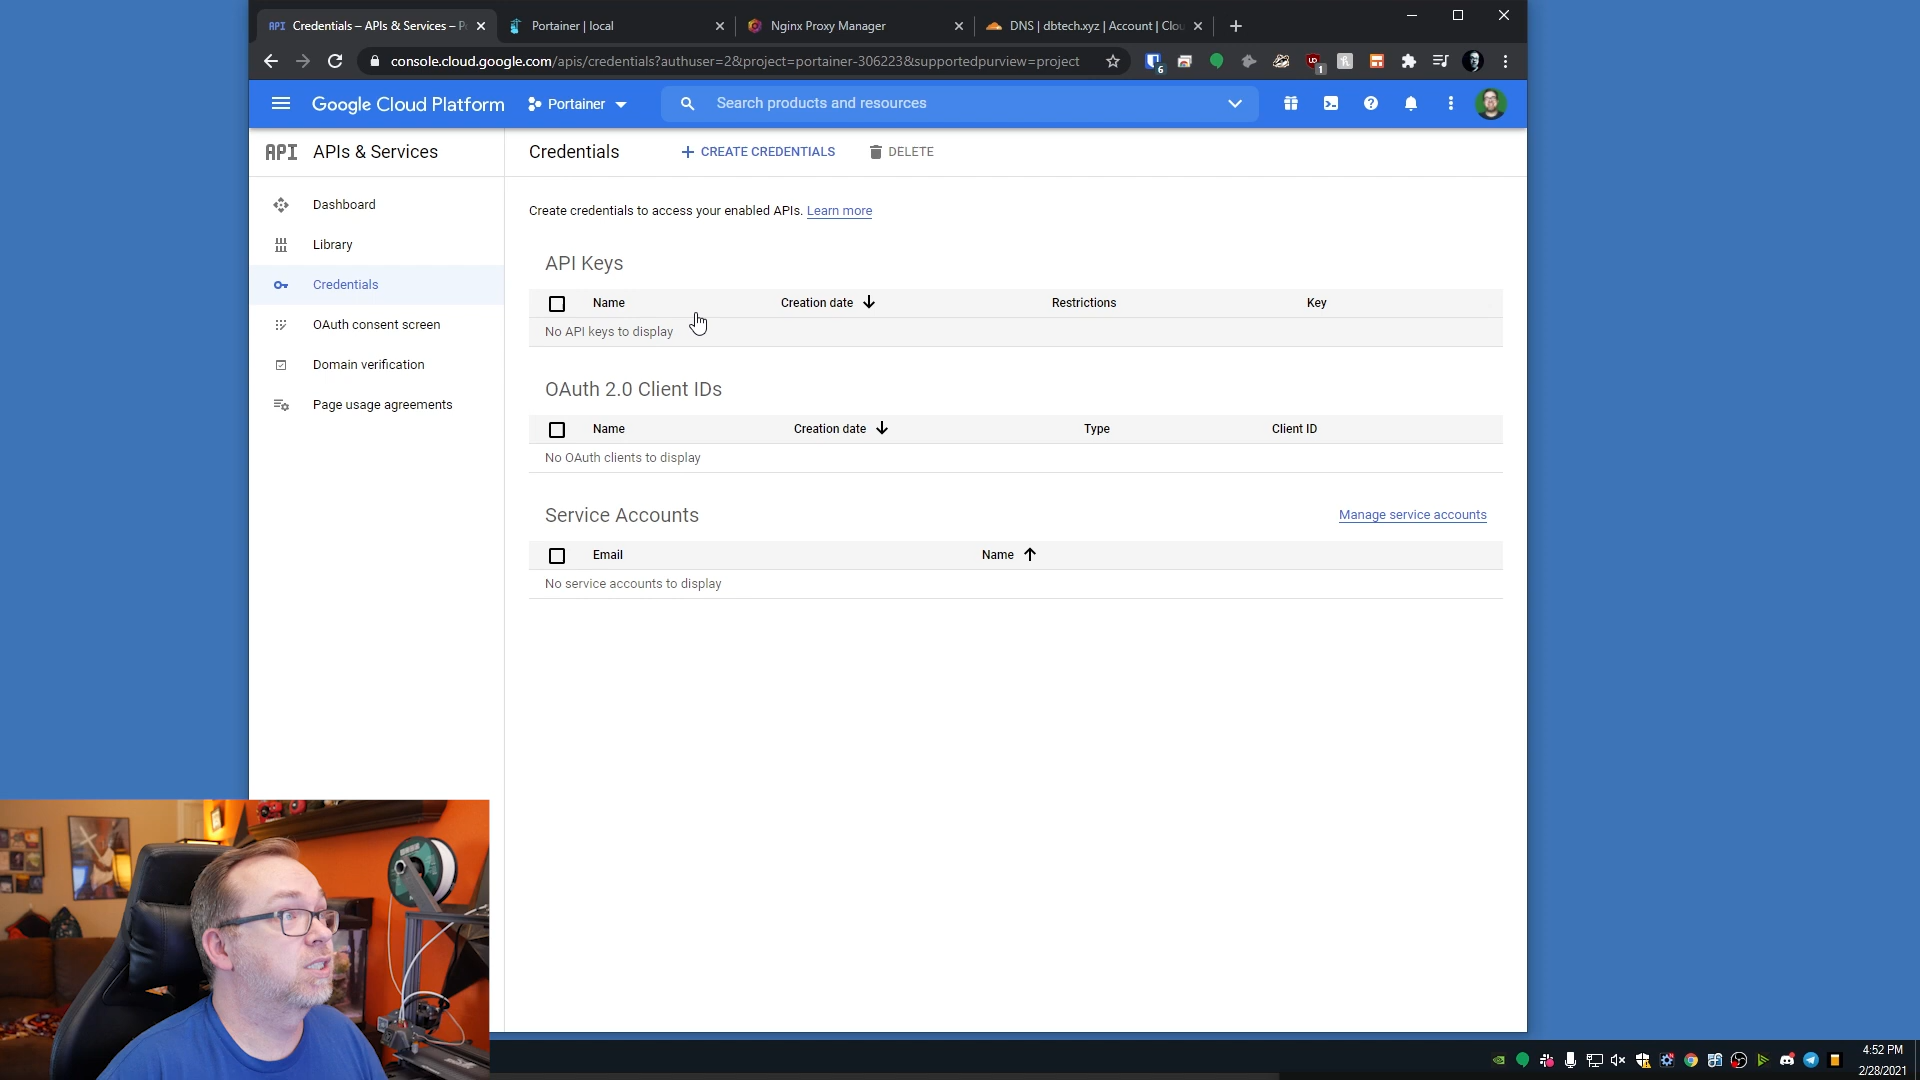 API Credentials – APIs & Services – P
Portainer | local
Nginx Proxy Manager
DNS | dbtech.xyz | Account | Clou
console.cloud.google.com/apis/credentials?authuser=2&project=portainer-306223&supportedpurview=project
6
1
Google Cloud Platform
Portainer
Search products and resources
API APIs & Services
Credentials
CREATE CREDENTIALS
DELETE
Dashboard
Library
Credentials
OAuth consent screen
Domain verification
Page usage agreements
Create credentials to access your enabled APIs. Learn more
API Keys
Name Creation date Restrictions Key
No API keys to display
OAuth 2.0 Client IDs
Name Creation date Type Client ID
No OAuth clients to display
Service Accounts
Manage service accounts
Email Name
No service accounts to display
4:52 PM
2/28/2021